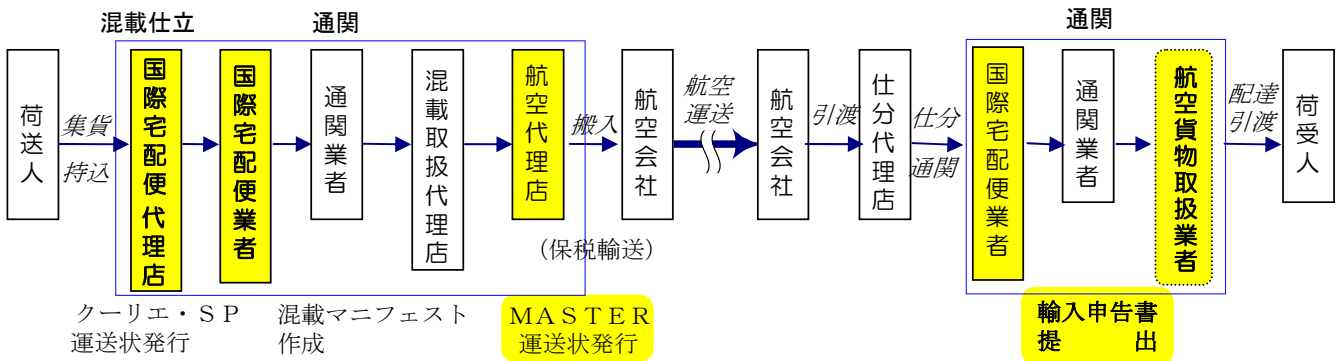 混載仕立
通関
通関
荷送人
集貨
持込
国際宅配便代理店
国際宅配便業者
通関業者
混載取扱代理店
航空代理店
搬入
航空会社
航空
運送
航空会社
引渡
仕分代理店
仕分
通関
国際宅配便業者
通関業者
航空貨物取扱業者
配達
引渡
荷受人
(保税輸送)
クーリエ・SP
運送状発行
混載マニフェスト
作成
MASTER
運送状発行
輸入申告書
提出